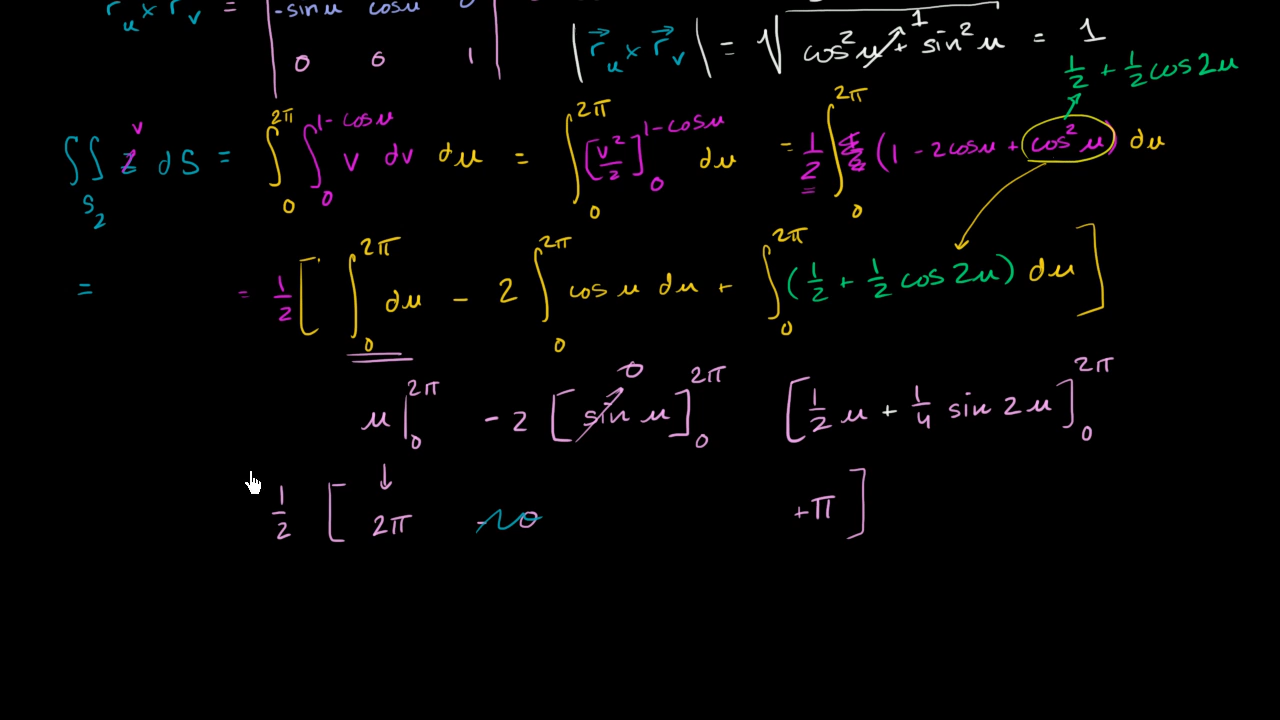 r_u × r_v = | -sin u cos u 0 |
0 0 1 |r_u × r_v| = √(cos²u + sin²u) 1 = 1
1/2 + 1/2 cos 2u
∫∫_{S_2} z v dS = ∫_0^{2π} ∫_0^{1-cos u} v dv du = ∫_0^{2π} [v²/2]_0^{1-cos u} du = 1/2 ∫_0^{2π} (1 - 2cos u + cos² u) du
= = 1/2 [ ∫_0^{2π} du - 2 ∫_0^{2π} cos u du + ∫_0^{2π} (1/2 + 1/2 cos 2u) du ]
u |_0^{2π} - 2 [sin u]_0^{2π} 0 [1/2 u + 1/4 sin 2u]_0^{2π}
1/2 [ 2π - 0 + π ]